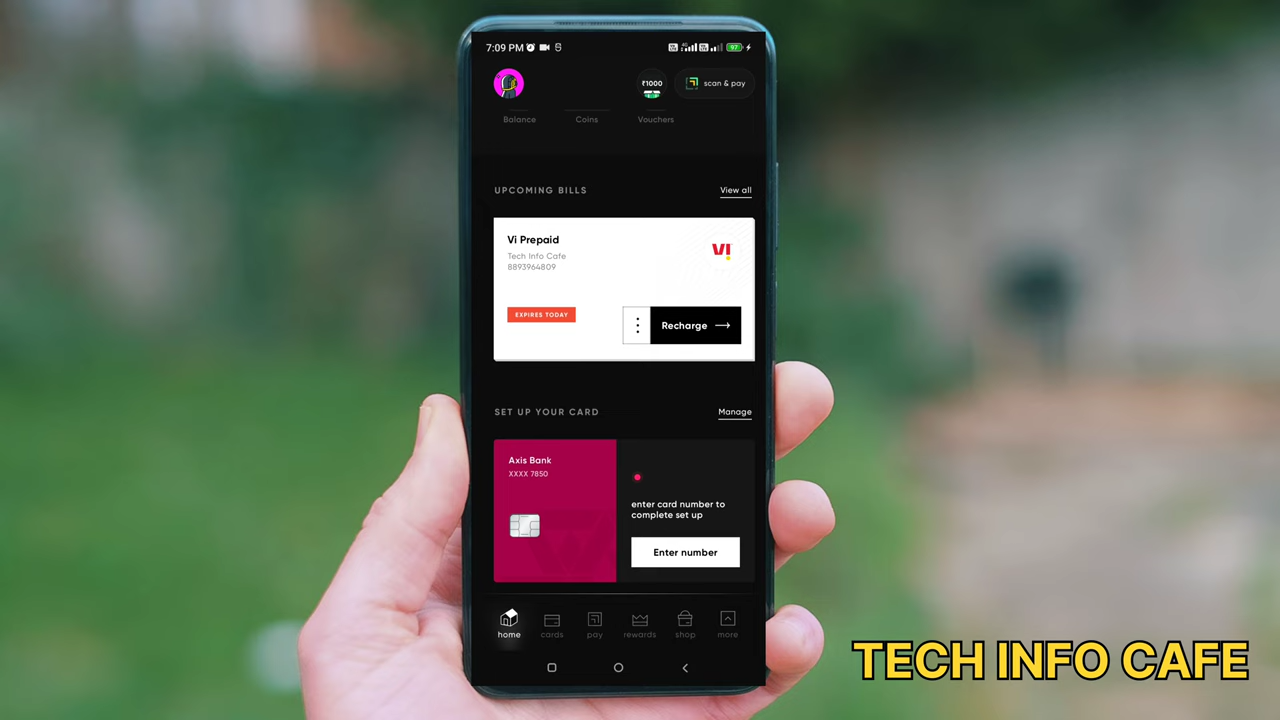 7:09 PM
97
₹1000
scan & pay
Balance Coins Vouchers
UPCOMING BILLS View all
Vi Prepaid
VI
Tech Info Cafe
8893964809
EXPIRES TODAY
Recharge
SET UP YOUR CARD Manage
Axis Bank
XXXX 7850
enter card number to
complete set up
Enter number
home cards pay rewards shop more
TECH INFO CAFE